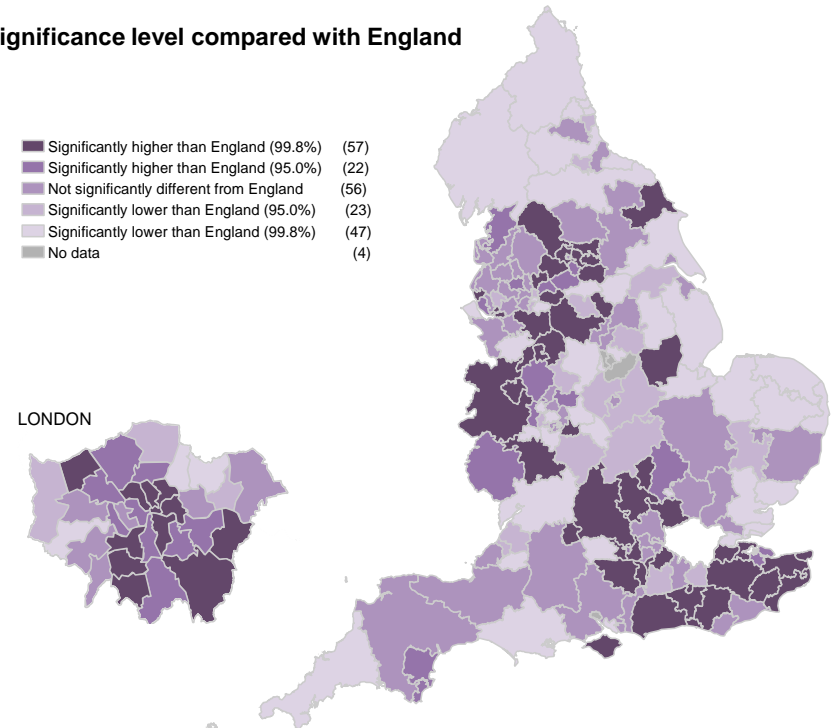 ignificance level compared with England
Significantly higher than England (99.8%) (57)
Significantly higher than England (95.0%) (22)
Not significantly different from England (56)
Significantly lower than England (95.0%) (23)
Significantly lower than England (99.8%) (47)
No data (4)
LONDON